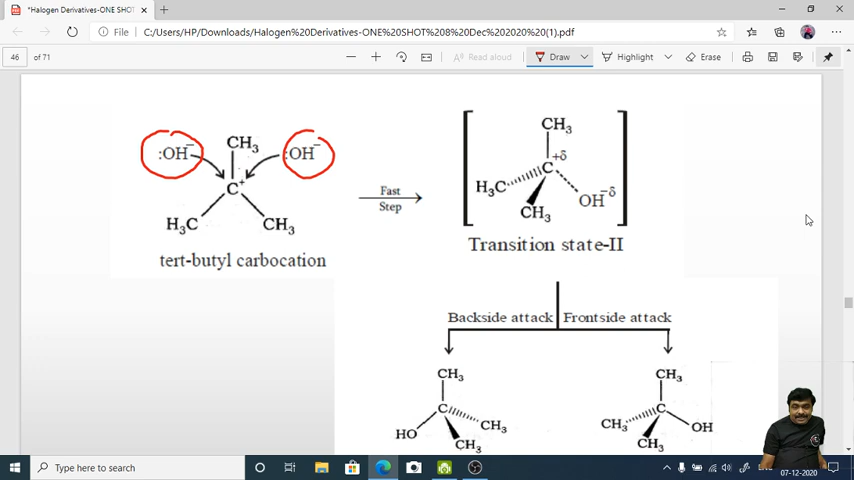 *Halogen Derivatives-ONE SHOT
C:/Users/HP/Downloads/Halogen%20Derivatives-ONE%20SHOT%208%20Dec%202020%20(1).pdf
46 of 71
Read aloud
Draw
Highlight
Erase
:OH⁻ CH₃ :OH⁻
C⁺
H₃C CH₃
tert-butyl carbocation
Fast
Step
CH₃
C +δ
H₃C
CH₃ OH⁻δ
Transition state-II
Backside attack Frontside attack
CH₃ CH₃
C C
HO CH₃ CH₃ OH
CH₃ CH₃
Type here to search
07-12-2020